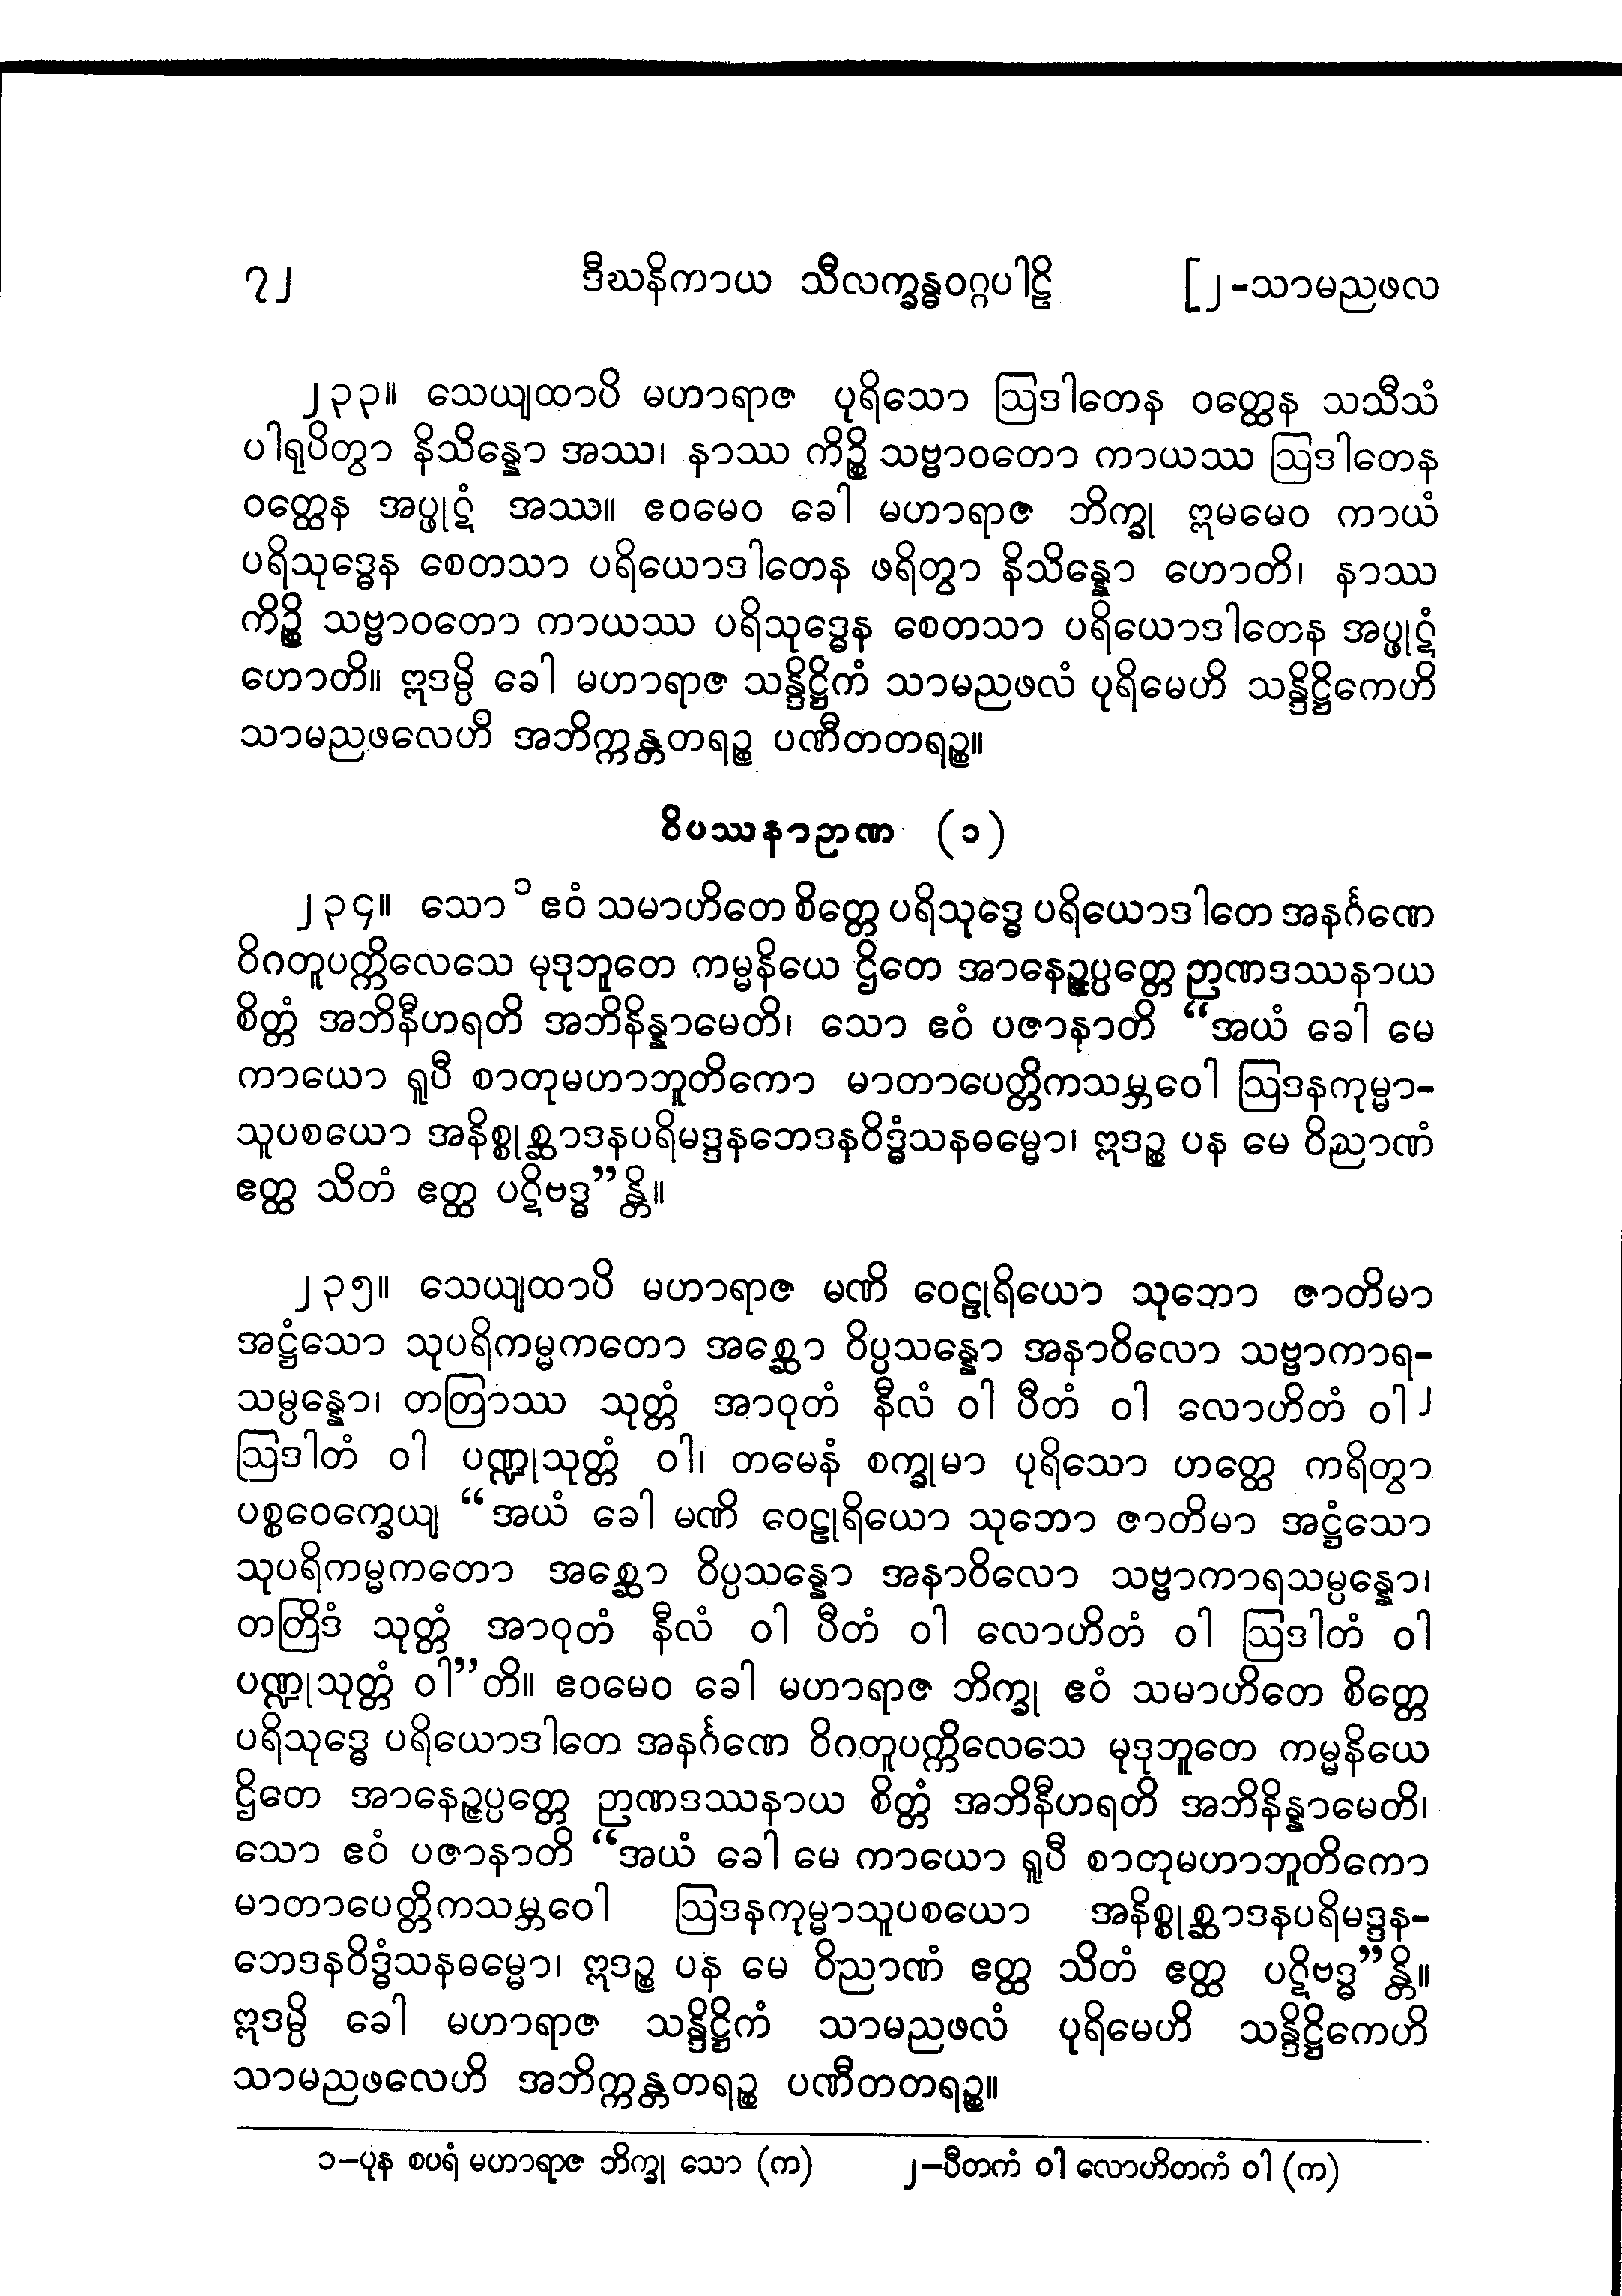 ၇၂ ဒီဃနိကာယ သီလက္ခန္ဓဝဂ္ဂပါဠိ [၂-သာမညဖလ
၂၃၃။ သေယျထာပိ မဟာရာဇ ပုရိသော ဩဒါတေန ဝတ္ထေန သသီသံ
ပါရုပိတွာ နိသိန္နော အဿ၊ နာဿ ကိဉ္စိ သဗ္ဗာဝတော ကာယဿ ဩဒါတေန
ဝတ္ထေန အပ္ဖုဋံ အဿ။ ဧဝမေဝ ခေါ မဟာရာဇ ဘိက္ခု ဣမမေဝ ကာယံ
ပရိသုဒ္ဓေန စေတသာ ပရိယောဒါတေန ဖရိတွာ နိသိန္နော ဟောတိ၊ နာဿ
ကိဉ္စိ သဗ္ဗာဝတော ကာယဿ ပရိသုဒ္ဓေန စေတသာ ပရိယောဒါတေန အပ္ဖုဋံ
ဟောတိ။ ဣဒမ္ပိ ခေါ မဟာရာဇ သန္ဒိဋ္ဌိကံ သာမညဖလံ ပုရိမေဟိ သန္ဒိဋ္ဌိကေဟိ
သာမညဖလေဟိ အဘိက္ကန္တတရဉ္စ ပဏီတတရဉ္စ။
ဝိပဿနာဉာဏ (၁)
၂၃၄။ သော ၁ ဧဝံ သမာဟိတေ စိတ္တေ ပရိသုဒ္ဓေ ပရိယောဒါတေ အနင်္ဂဏေ
ဝိဂတူပက္ကိလေသေ မုဒုဘူတေ ကမ္မနိယေ ဌိတေ အာနေဉ္ဇပ္ပတ္တေ ဉာဏဒဿနာယ
စိတ္တံ အဘိနီဟရတိ အဘိနိန္နာမေတိ၊ သော ဧဝံ ပဇာနာတိ “အယံ ခေါ မေ
ကာယော ရူပီ စာတုမဟာဘူတိကော မာတာပေတ္တိကသမ္ဘဝေါ ဩဒနကုမ္မာ-
သူပစယော အနိစ္စုစ္ဆာဒနပရိမဒ္ဒနဘေဒနဝိဒ္ဓံသနဓမ္မော၊ ဣဒဉ္စ ပန မေ ဝိညာဏံ
ဧတ္ထ သိတံ ဧတ္ထ ပဋိဗဒ္ဓ”န္တိ။
၂၃၅။ သေယျထာပိ မဟာရာဇ မဏိ ဝေဠုရိယော သုဘော ဇာတိမာ
အဋ္ဌံသော သုပရိကမ္မကတော အစ္ဆော ဝိပ္ပသန္နော အနာဝိလော သဗ္ဗာကာရ-
သမ္ပန္နော၊ တတြာဿ သုတ္တံ အာဝုတံ နီလံ ဝါ ပီတံ ဝါ လောဟိတံ ဝါ ၂
ဩဒါတံ ဝါ ပဏ္ဍုသုတ္တံ ဝါ၊ တမေနံ စက္ခုမာ ပုရိသော ဟတ္ထေ ကရိတွာ
ပစ္စဝေက္ခေယျ “အယံ ခေါ မဏိ ဝေဠုရိယော သုဘော ဇာတိမာ အဋ္ဌံသော
သုပရိကမ္မကတော အစ္ဆော ဝိပ္ပသန္နော အနာဝိလော သဗ္ဗာကာရသမ္ပန္နော၊
တတြိဒံ သုတ္တံ အာဝုတံ နီလံ ဝါ ပီတံ ဝါ လောဟိတံ ဝါ ဩဒါတံ ဝါ
ပဏ္ဍုသုတ္တံ ဝါ”တိ။ ဧဝမေဝ ခေါ မဟာရာဇ ဘိက္ခု ဧဝံ သမာဟိတေ စိတ္တေ
ပရိသုဒ္ဓေ ပရိယောဒါတေ အနင်္ဂဏေ ဝိဂတူပက္ကိလေသေ မုဒုဘူတေ ကမ္မနိယေ
ဌိတေ အာနေဉ္ဇပ္ပတ္တေ ဉာဏဒဿနာယ စိတ္တံ အဘိနီဟရတိ အဘိနိန္နာမေတိ၊
သော ဧဝံ ပဇာနာတိ “အယံ ခေါ မေ ကာယော ရူပီ စာတုမဟာဘူတိကော
မာတာပေတ္တိကသမ္ဘဝေါ ဩဒနကုမ္မာသူပစယော အနိစ္စုစ္ဆာဒနပရိမဒ္ဒန-
ဘေဒနဝိဒ္ဓံသနဓမ္မော၊ ဣဒဉ္စ ပန မေ ဝိညာဏံ ဧတ္ထ သိတံ ဧတ္ထ ပဋိဗဒ္ဓ”န္တိ။
ဣဒမ္ပိ ခေါ မဟာရာဇ သန္ဒိဋ္ဌိကံ သာမညဖလံ ပုရိမေဟိ သန္ဒိဋ္ဌိကေဟိ
သာမညဖလေဟိ အဘိက္ကန္တတရဉ္စ ပဏီတတရဉ္စ။
၁–ပုန စပရံ မဟာရာဇ ဘိက္ခု သော (က) ၂–ပီတကံ ဝါ လောဟိတကံ ဝါ (က)